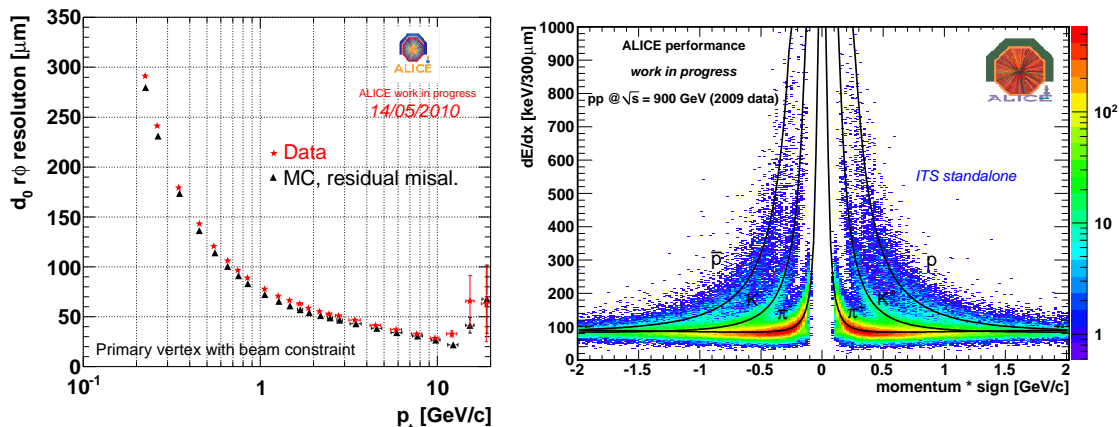 d0 rφ resoluton [μm]
350
300
250
200
150
100
50
0
ALICE
ALICE work in progress
14/05/2010
Data
MC, residual misal.
Primary vertex with beam constraint
10^-1
1
10
pt [GeV/c]
dE/dx [keV/300μm]
1000
900
800
700
600
500
400
300
200
100
0
ALICE performance
work in progress
pp @ √s = 900 GeV (2009 data)
ALICE
ITS standalone
p̄
p
K-
K+
π-
π+
-2
-1.5
-1
-0.5
0
0.5
1
1.5
2
momentum * sign [GeV/c]
10^2
10
1